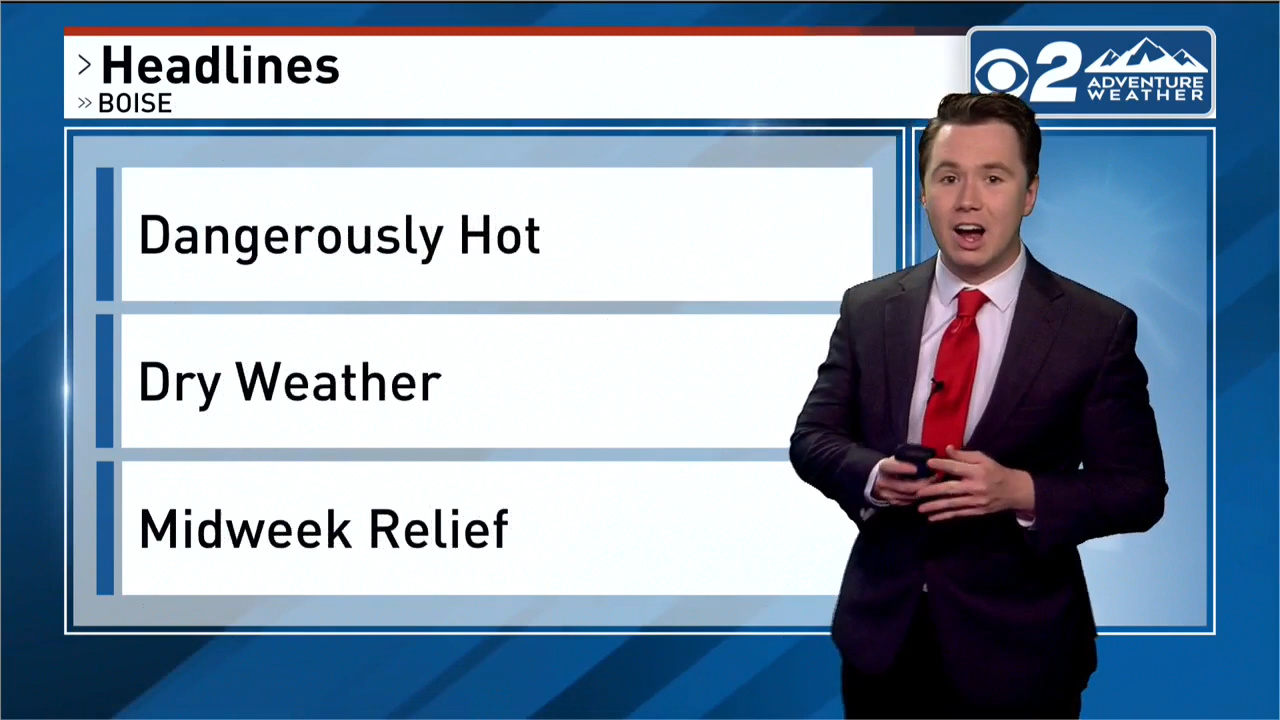 > Headlines
» BOISE
2 ADVENTURE
WEATHER
Dangerously Hot
Dry Weather
Midweek Relief